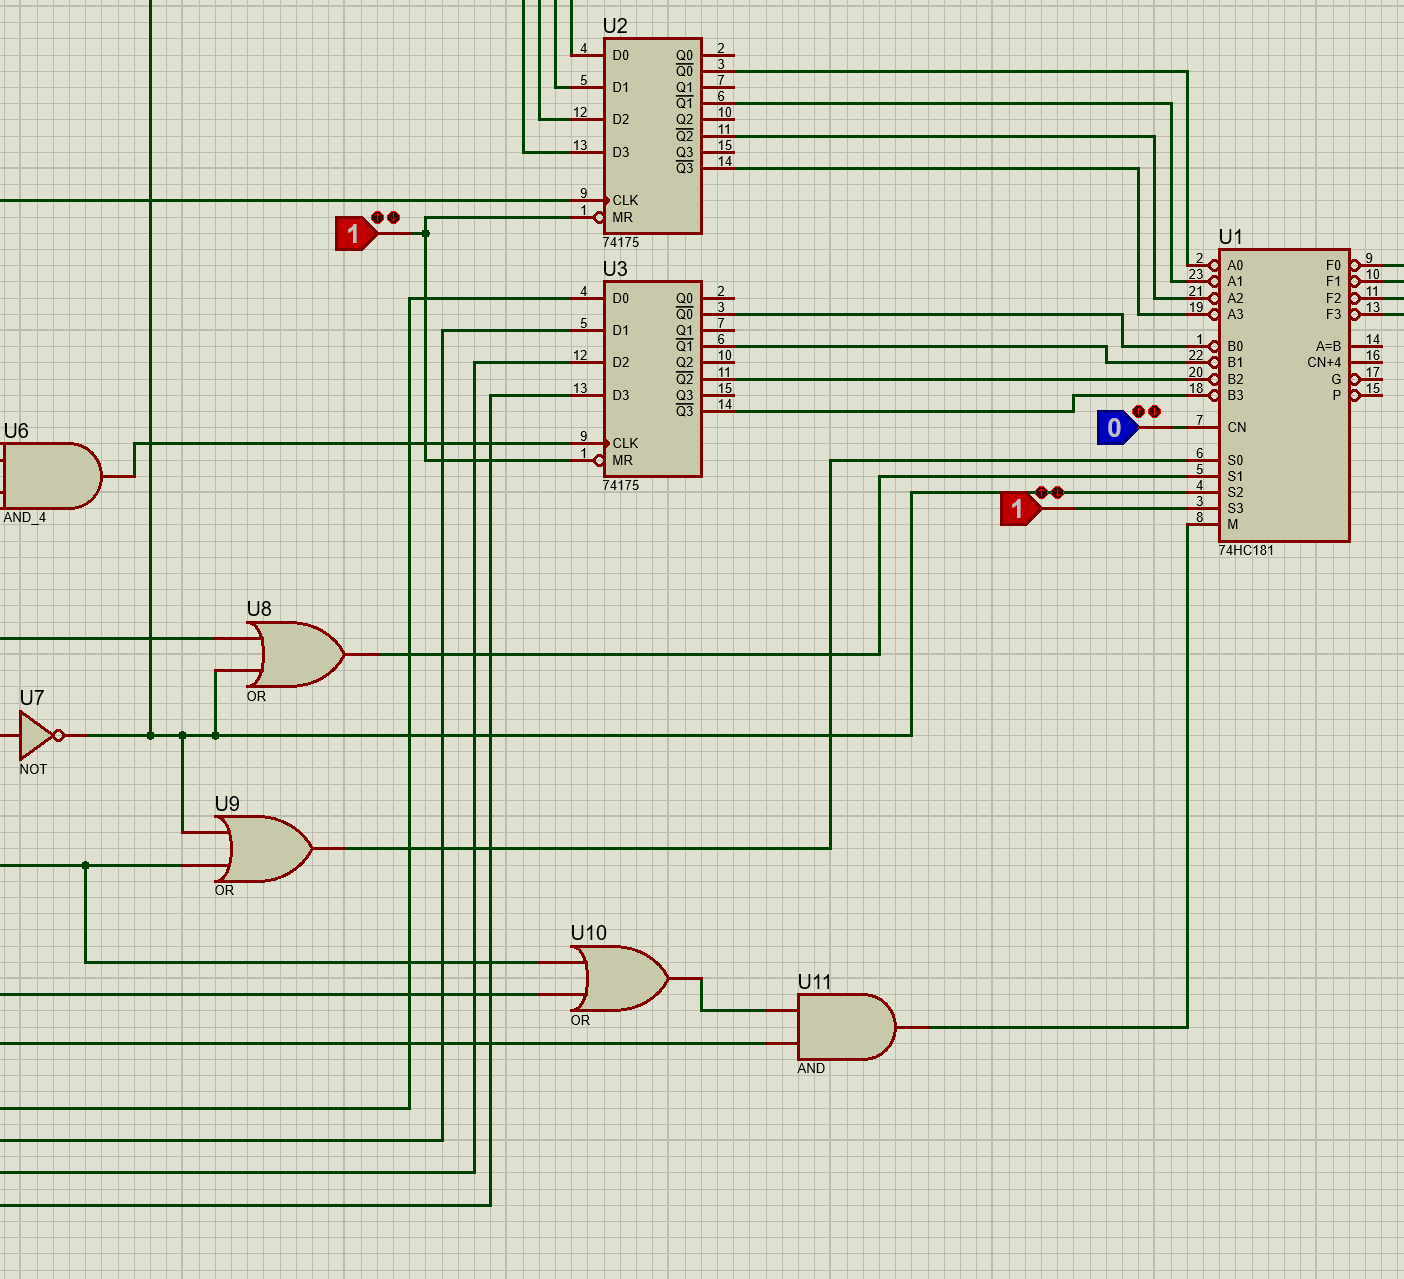 U2
4 D0 Q0 2
Q0 3
5 D1 Q1 7
Q1 6
12 D2 Q2 10
Q2 11
13 D3 Q3 15
Q3 14
9 CLK
1 MR
74175
1
U3
4 D0 Q0 2
Q0 3
5 D1 Q1 7
Q1 6
12 D2 Q2 10
Q2 11
13 D3 Q3 15
Q3 14
9 CLK
1 MR
74175
U1
2 A0 F0 9
23 A1 F1 10
21 A2 F2 11
19 A3 F3 13
1 B0 A=B 14
22 B1 CN+4 16
20 B2 G 17
18 B3 P 15
0
7 CN
6 S0
5 S1
4 S2
1
3 S3
8 M
74HC181
U6
AND_4
U8
OR
U7
NOT
U9
OR
U10
OR
U11
AND